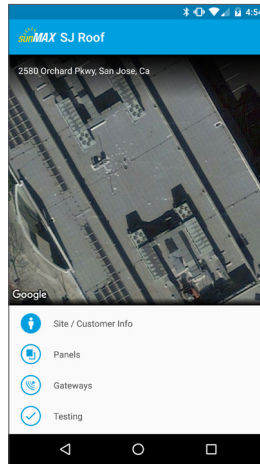 4:54
sunMAX SJ Roof
2580 Orchard Pkwy, San Jose, Ca
Google
Site / Customer Info
Panels
Gateways
Testing